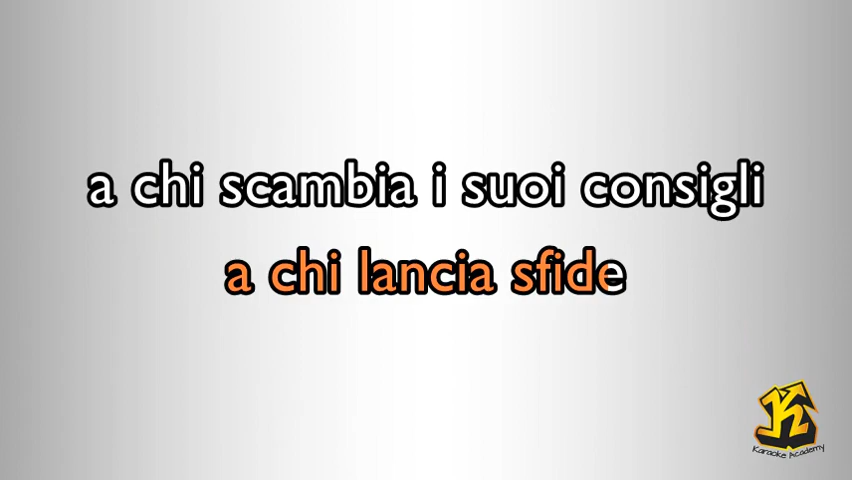 a chi scambia i suoi consigli
a chi lancia sfide
K
Karaoke Academy